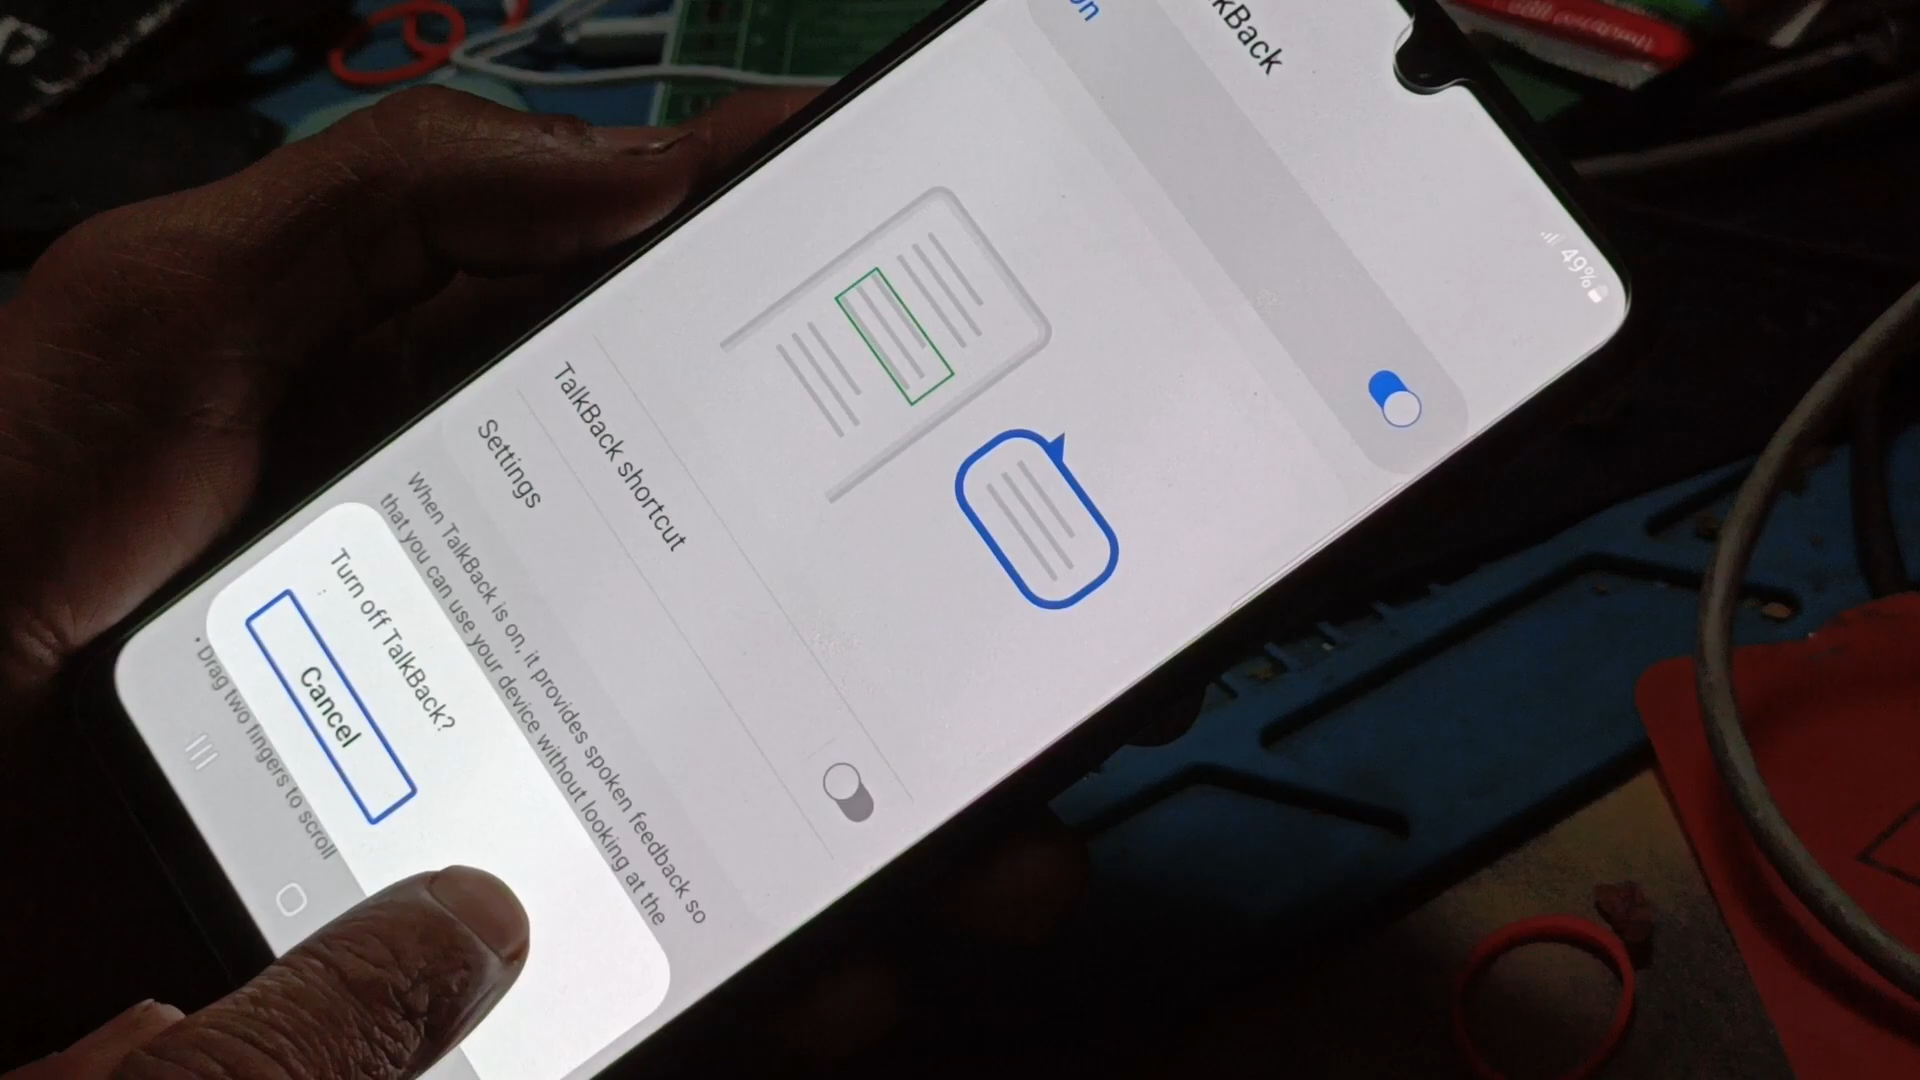 49%
kBack
on
TalkBack shortcut
Settings
When TalkBack is on, it provides spoken feedback so
that you can use your device without looking at the
Turn off TalkBack?
Cancel
• Drag two fingers to scroll